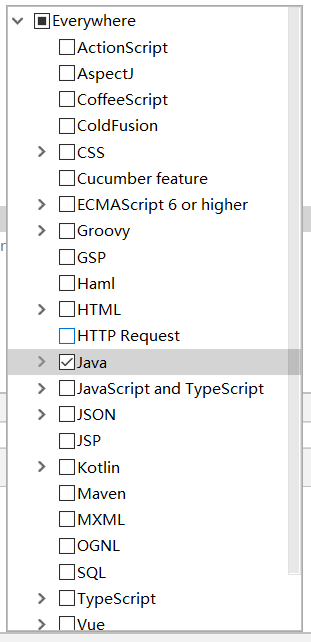 Everywhere
ActionScript
AspectJ
CoffeeScript
ColdFusion
CSS
Cucumber feature
ECMAScript 6 or higher
Groovy
GSP
Haml
HTML
HTTP Request
Java
JavaScript and TypeScript
JSON
JSP
Kotlin
Maven
MXML
OGNL
SQL
TypeScript
Vue